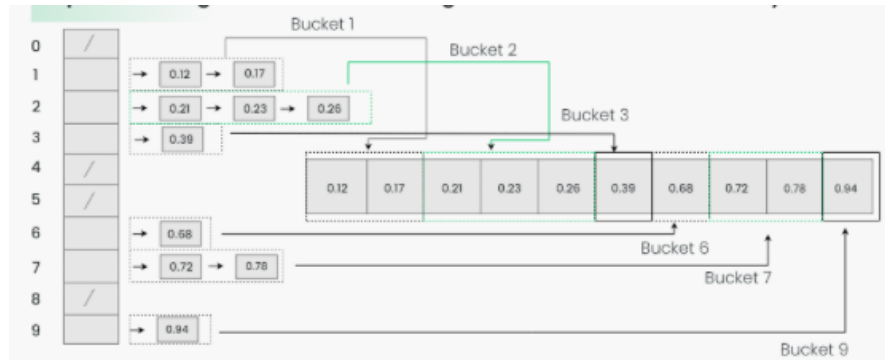 Bucket 1
0 /
Bucket 2
1 0.12 0.17
2 0.21 0.23 0.26
Bucket 3
3 0.39
4 /
0.12 0.17 0.21 0.23 0.26 0.39 0.68 0.72 0.78 0.94
5 /
6 0.68
Bucket 6
7 0.72 0.78
Bucket 7
8 /
9 0.94
Bucket 9